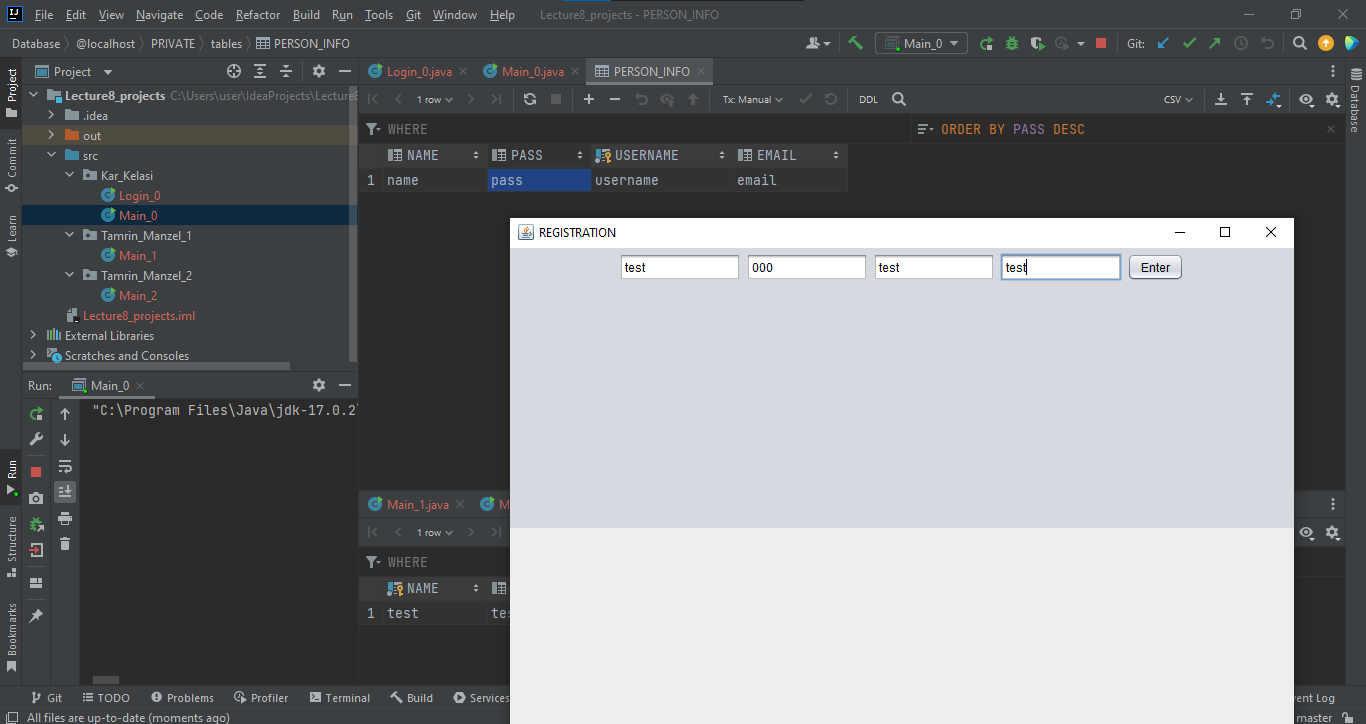 File Edit View Navigate Code Refactor Build Run Tools Git Window Help Lecture8_projects - PERSON_INFO
Database @localhost PRIVATE tables PERSON_INFO
Main_0
Git:
Project
Login_0.java
Main_0.java
PERSON_INFO
Lecture8_projects C:\Users\user\IdeaProjects\Lecture8
.idea
out
src
Kar_Kelasi
Login_0
Main_0
Tamrin_Manzel_1
Main_1
Tamrin_Manzel_2
Main_2
Lecture8_projects.iml
External Libraries
Scratches and Consoles
1 row
Tx: Manual
DDL
CSV
WHERE
ORDER BY PASS DESC
NAME PASS USERNAME EMAIL
1 name pass username email
REGISTRATION
test 000 test test Enter
Run: Main_0
"C:\Program Files\Java\jdk-17.0.2\
Main_1.java
M
1 row
WHERE
NAME
1 test
Project
Commit
Learn
Run
Structure
Bookmarks
Database
Git TODO Problems Profiler Terminal Build Services
vent Log
All files are up-to-date (moments ago)
master